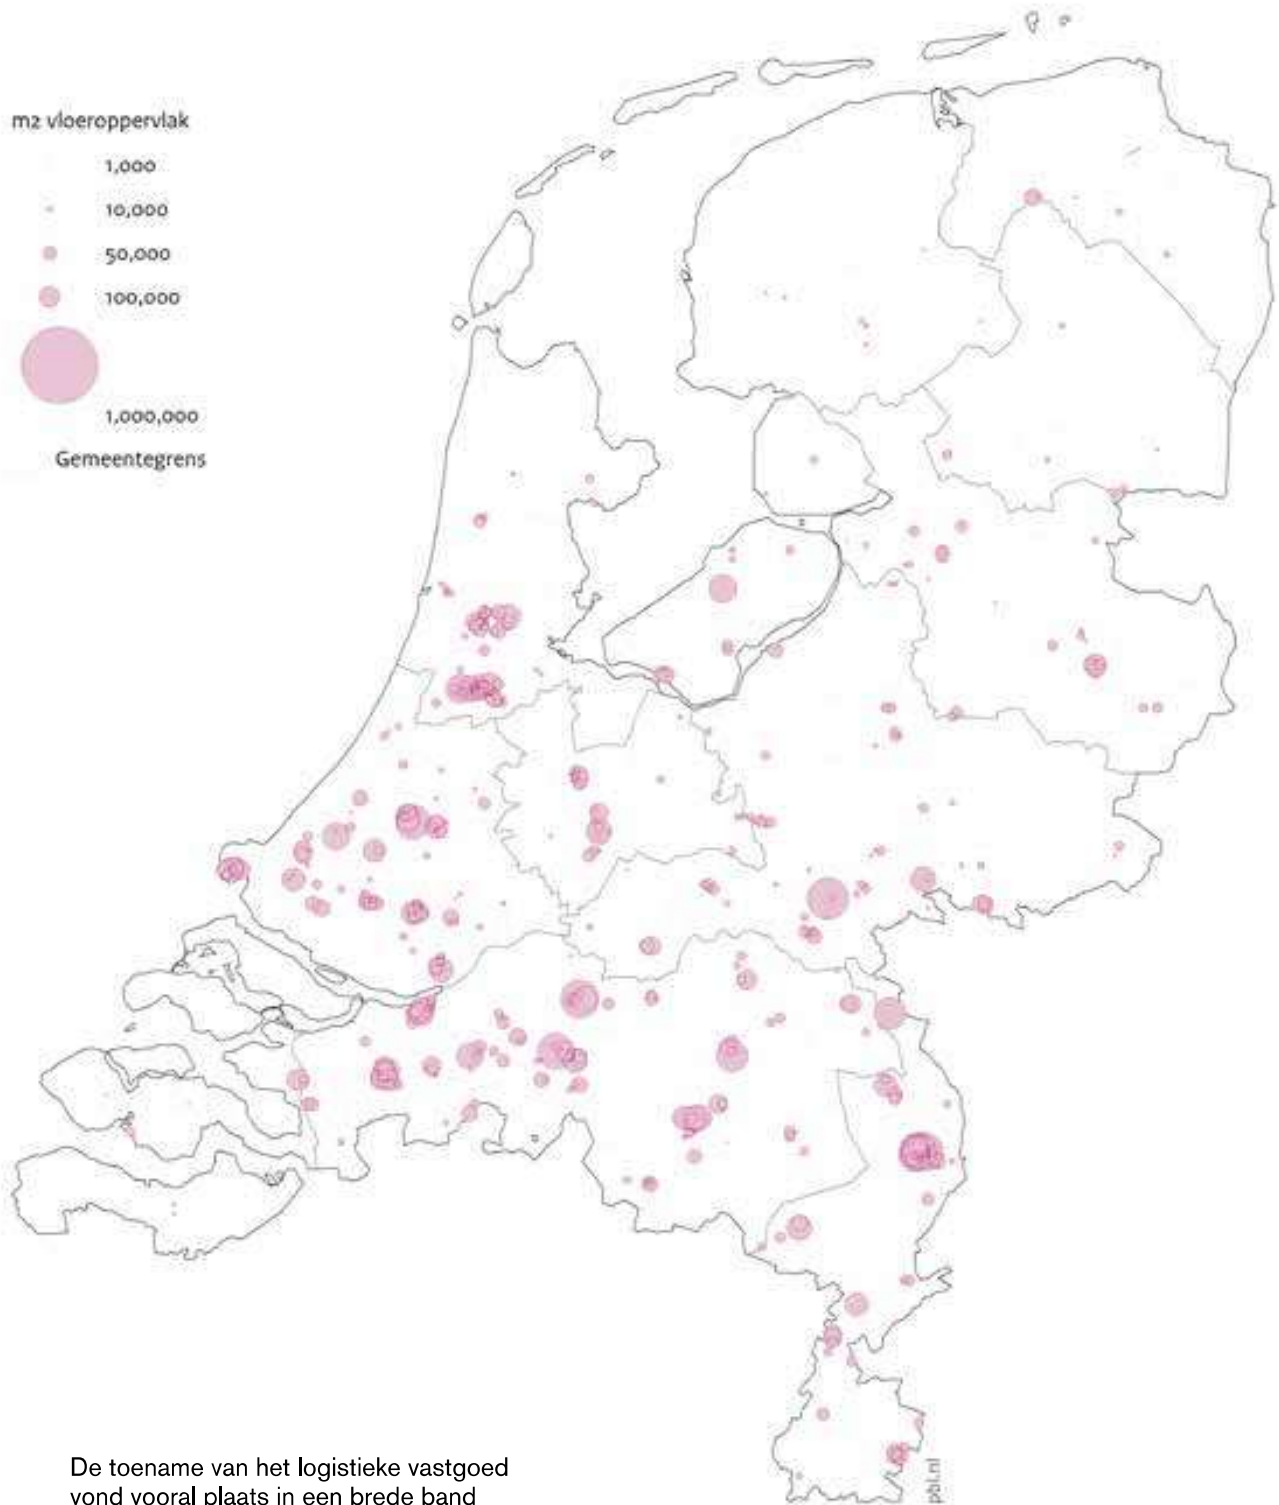 m2 vloeroppervlak
1,000
10,000
50,000
100,000
1,000,000
Gemeentegrens
pbl.nl
De toename van het logistieke vastgoed
vond vooral plaats in een brede band